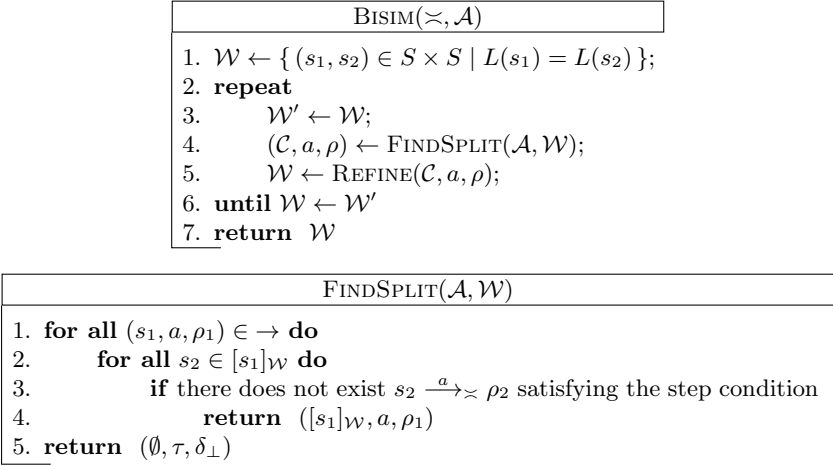 BISIM(≍, 𝒜)
1. 𝒲 ← { (s₁, s₂) ∈ S × S | L(s₁) = L(s₂) };
2. repeat
3. 𝒲′ ← 𝒲;
4. (𝒞, a, ρ) ← FINDSPLIT(𝒜, 𝒲);
5. 𝒲 ← REFINE(𝒞, a, ρ);
6. until 𝒲 ← 𝒲′
7. return 𝒲
FINDSPLIT(𝒜, 𝒲)
1. for all (s₁, a, ρ₁) ∈ → do
2. for all s₂ ∈ [s₁]𝒲 do
3. if there does not exist s₂ —a→≍ ρ₂ satisfying the step condition
4. return ([s₁]𝒲, a, ρ₁)
5. return (∅, τ, δ⊥)